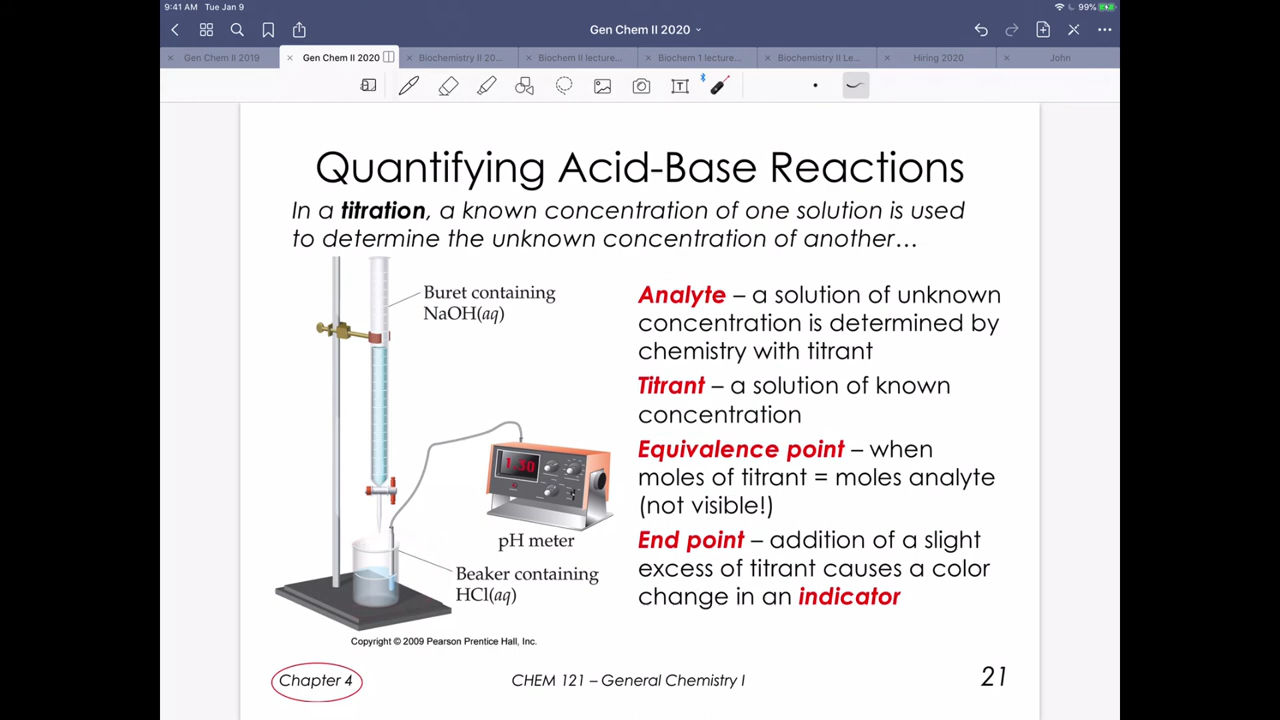 9:41 AM Tue Jan 9
99%
Gen Chem II 2020
Gen Chem II 2019
Gen Chem II 2020
Biochemistry II 20...
Biochem II lecture...
Biochem 1 lecture...
Biochemistry II Le...
Hiring 2020
John
T
Quantifying Acid-Base Reactions
In a titration, a known concentration of one solution is used
to determine the unknown concentration of another…
Buret containing
NaOH(aq)
1.30
pH meter
Beaker containing
HCl(aq)
Copyright © 2009 Pearson Prentice Hall, Inc.
Analyte – a solution of unknown
concentration is determined by
chemistry with titrant
Titrant – a solution of known
concentration
Equivalence point – when
moles of titrant = moles analyte
(not visible!)
End point – addition of a slight
excess of titrant causes a color
change in an indicator
Chapter 4
CHEM 121 – General Chemistry I
21